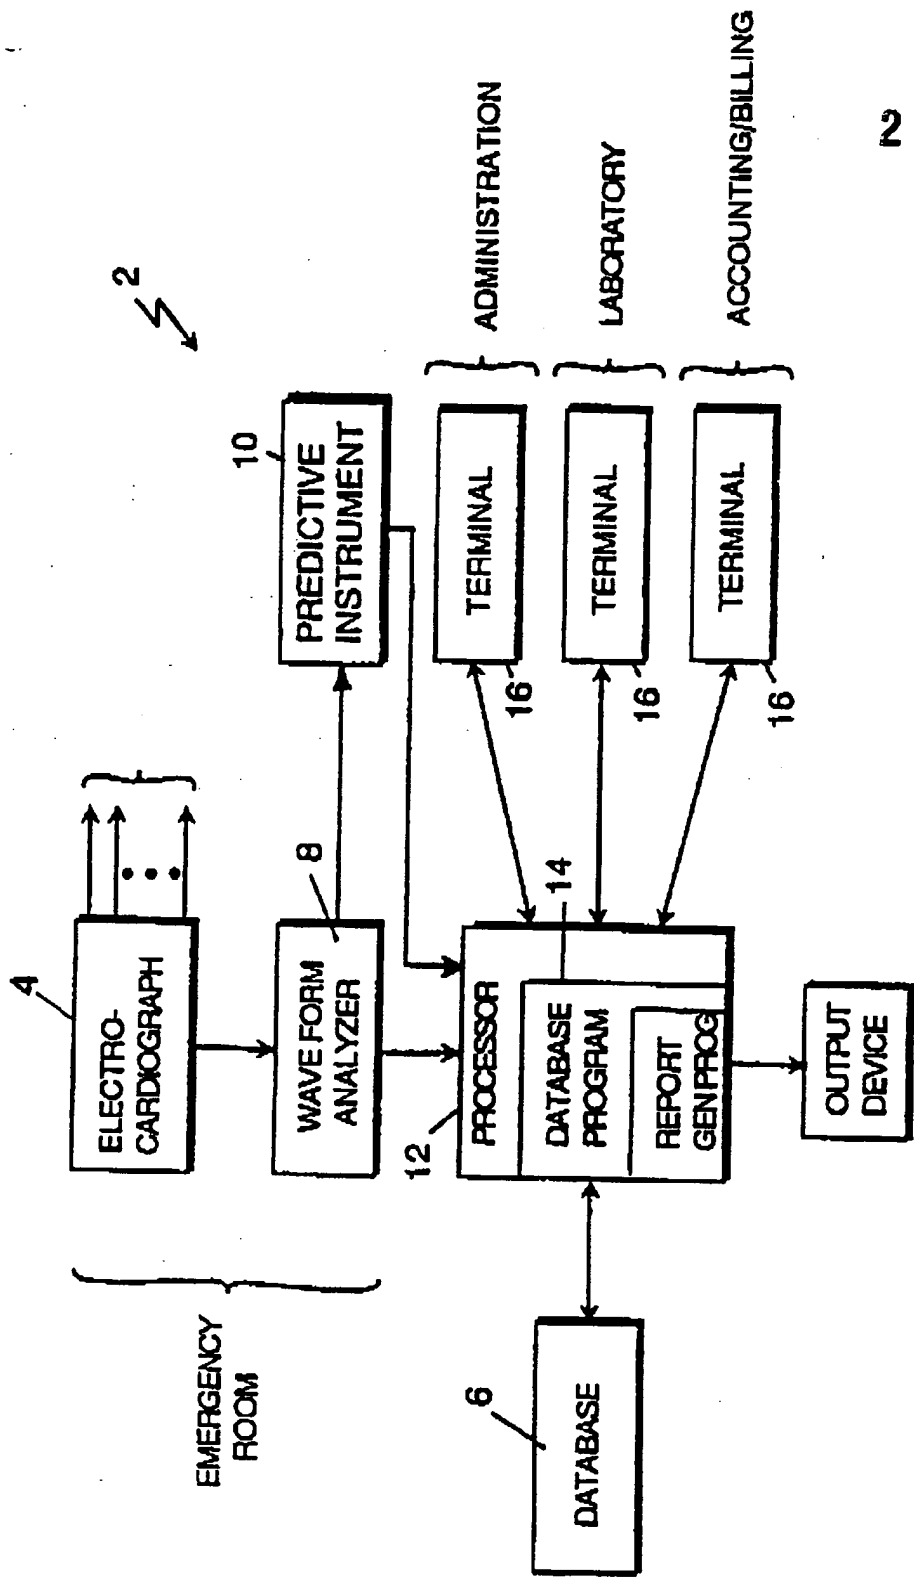 2
4
ELECTRO-
CARDIOGRAPH
EMERGENCY
ROOM
8
WAVE FORM
ANALYZER
10
PREDICTIVE
INSTRUMENT
12
PROCESSOR
14
DATABASE
PROGRAM
REPORT
GEN PROG
6
DATABASE
OUTPUT
DEVICE
TERMINAL
16
ADMINISTRATION
TERMINAL
16
LABORATORY
TERMINAL
16
ACCOUNTING/BILLING
2